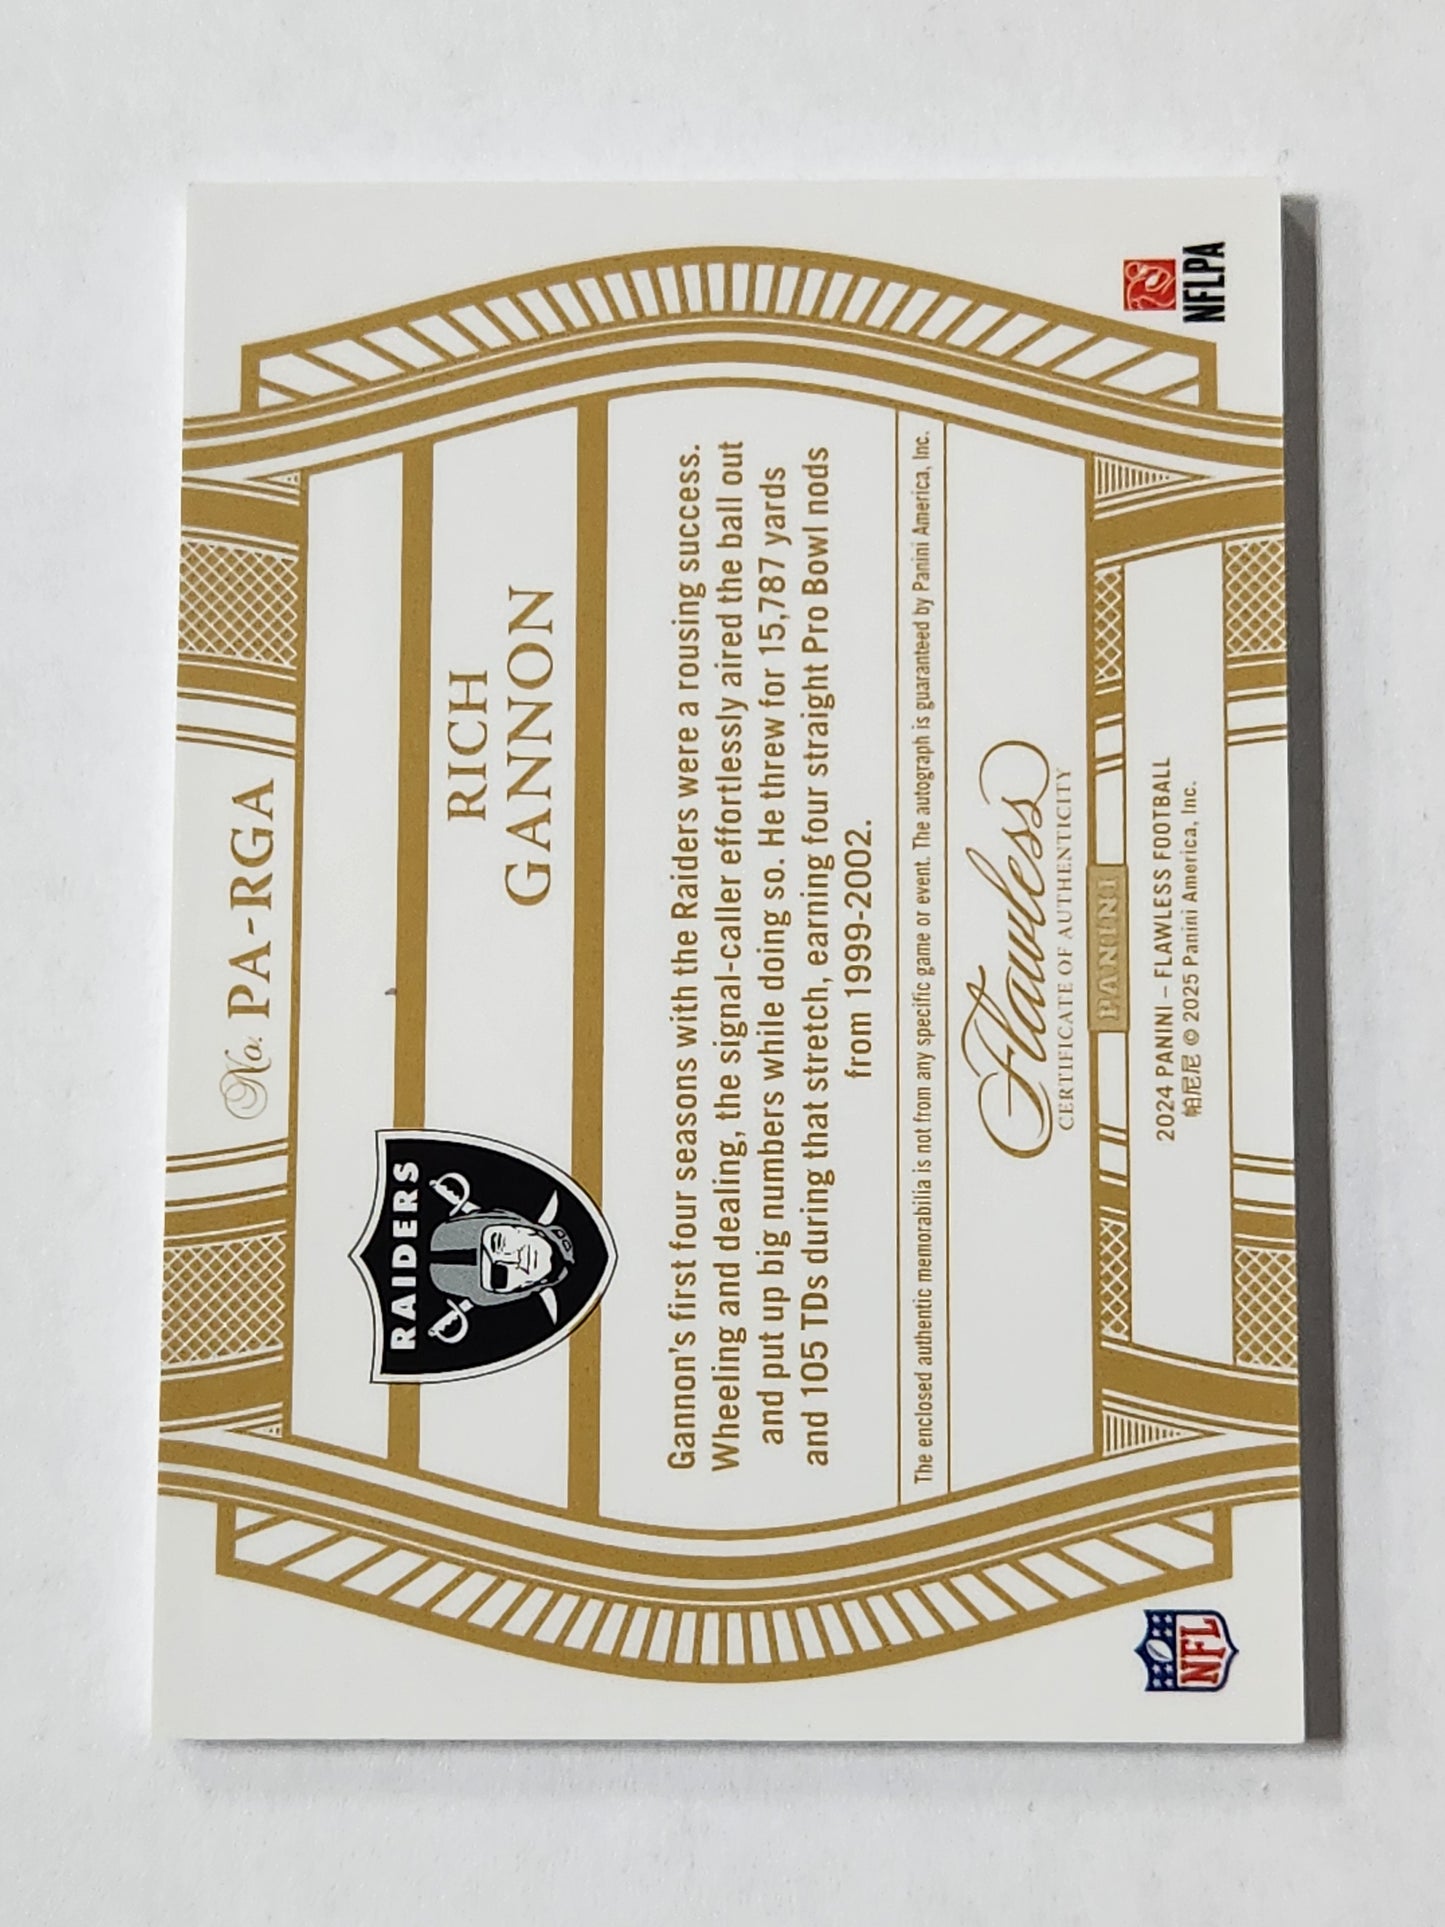 No. PA-RGA
RAIDERS
RICH
GANNON
Gannon's first four seasons with the Raiders were a rousing success.
Wheeling and dealing, the signal-caller effortlessly aired the ball out
and put up big numbers while doing so. He threw for 15,787 yards
and 105 TDs during that stretch, earning four straight Pro Bowl nods
from 1999-2002.
The enclosed authentic memorabilia is not from any specific game or event. The autograph is guaranteed by Panini America, Inc.
Flawless
CERTIFICATE OF AUTHENTICITY
PANINI
2024 PANINI – FLAWLESS FOOTBALL
帕尼尼 © 2025 Panini America, Inc.
NFL
NFLPA